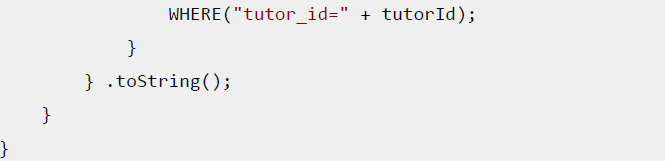 WHERE("tutor_id=" + tutorId);
            }
        } .toString();
    }
}